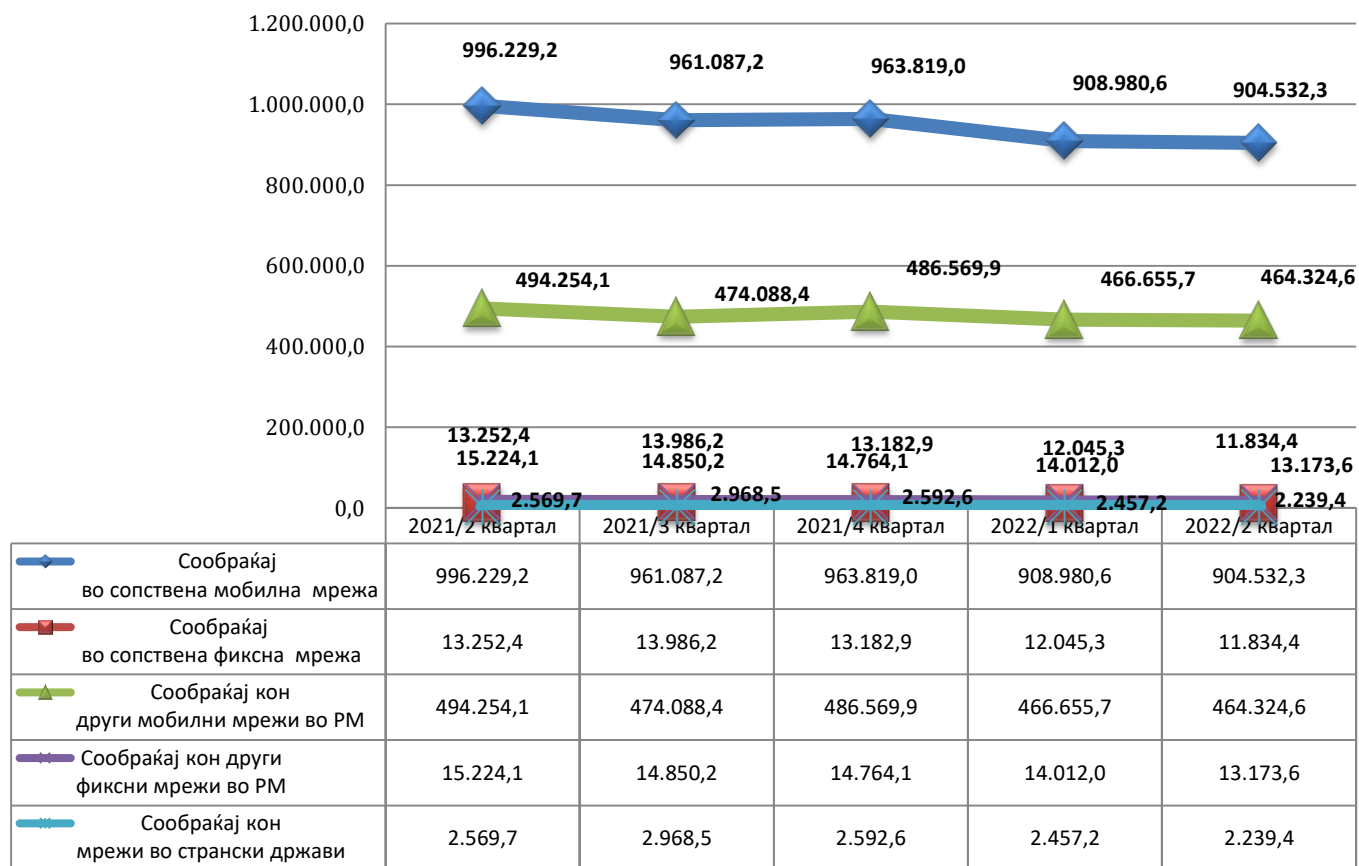 1.200.000,0
1.000.000,0
800.000,0
600.000,0
400.000,0
200.000,0
0,0
996.229,2 961.087,2 963.819,0 908.980,6 904.532,3
494.254,1 474.088,4 486.569,9 466.655,7 464.324,6
13.252,4 13.986,2 13.182,9 12.045,3 11.834,4
15.224,1 14.850,2 14.764,1 14.012,0 13.173,6
2.569,7 2.968,5 2.592,6 2.457,2 2.239,4
2021/2 квартал 2021/3 квартал 2021/4 квартал 2022/1 квартал 2022/2 квартал
Сообраќај
во сопствена мобилна мрежа
996.229,2 961.087,2 963.819,0 908.980,6 904.532,3
Сообраќај
во сопствена фиксна мрежа
13.252,4 13.986,2 13.182,9 12.045,3 11.834,4
Сообраќај кон
други мобилни мрежи во РМ
494.254,1 474.088,4 486.569,9 466.655,7 464.324,6
Сообраќај кон други
фиксни мрежи во РМ
15.224,1 14.850,2 14.764,1 14.012,0 13.173,6
Сообраќај кон
мрежи во странски држави
2.569,7 2.968,5 2.592,6 2.457,2 2.239,4